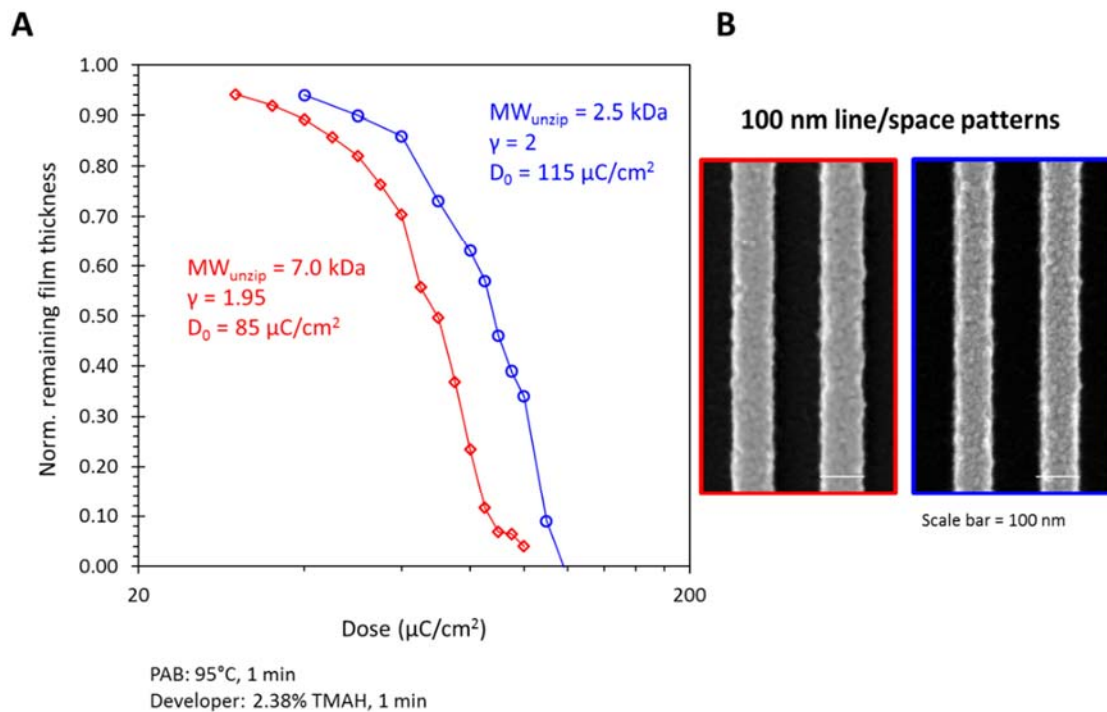 A
B
Norm. remaining film thickness
1.00
0.90
0.80
0.70
0.60
0.50
0.40
0.30
0.20
0.10
0.00
20
200
Dose (μC/cm²)
MWunzip = 2.5 kDa
γ = 2
D₀ = 115 μC/cm²
MWunzip = 7.0 kDa
γ = 1.95
D₀ = 85 μC/cm²
100 nm line/space patterns
Scale bar = 100 nm
PAB: 95°C, 1 min
Developer: 2.38% TMAH, 1 min